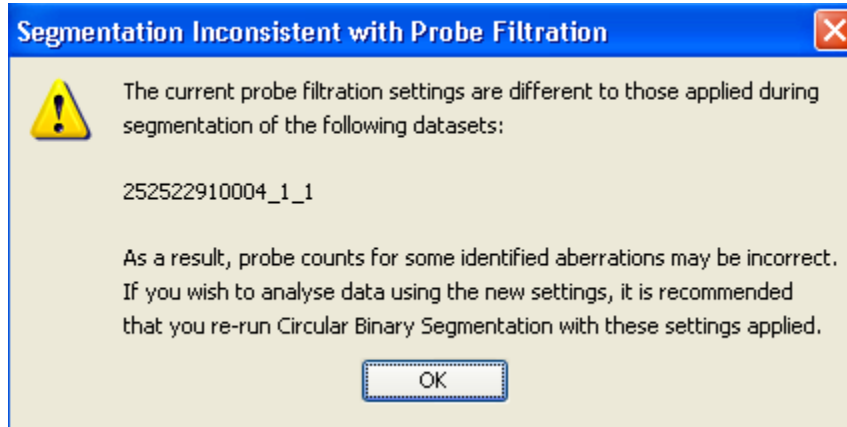 Segmentation Inconsistent with Probe Filtration
The current probe filtration settings are different to those applied during
segmentation of the following datasets:
252522910004_1_1
As a result, probe counts for some identified aberrations may be incorrect.
If you wish to analyse data using the new settings, it is recommended
that you re-run Circular Binary Segmentation with these settings applied.
OK